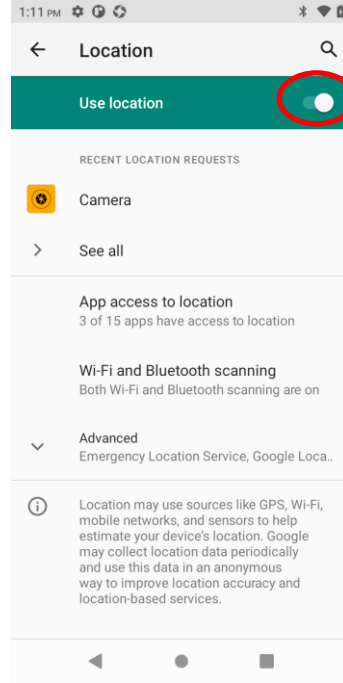 1:11 PM
Location
Use location
RECENT LOCATION REQUESTS
Camera
See all
App access to location
3 of 15 apps have access to location
Wi-Fi and Bluetooth scanning
Both Wi-Fi and Bluetooth scanning are on
Advanced
Emergency Location Service, Google Loca..
Location may use sources like GPS, Wi-Fi,
mobile networks, and sensors to help
estimate your device's location. Google
may collect location data periodically
and use this data in an anonymous
way to improve location accuracy and
location-based services.